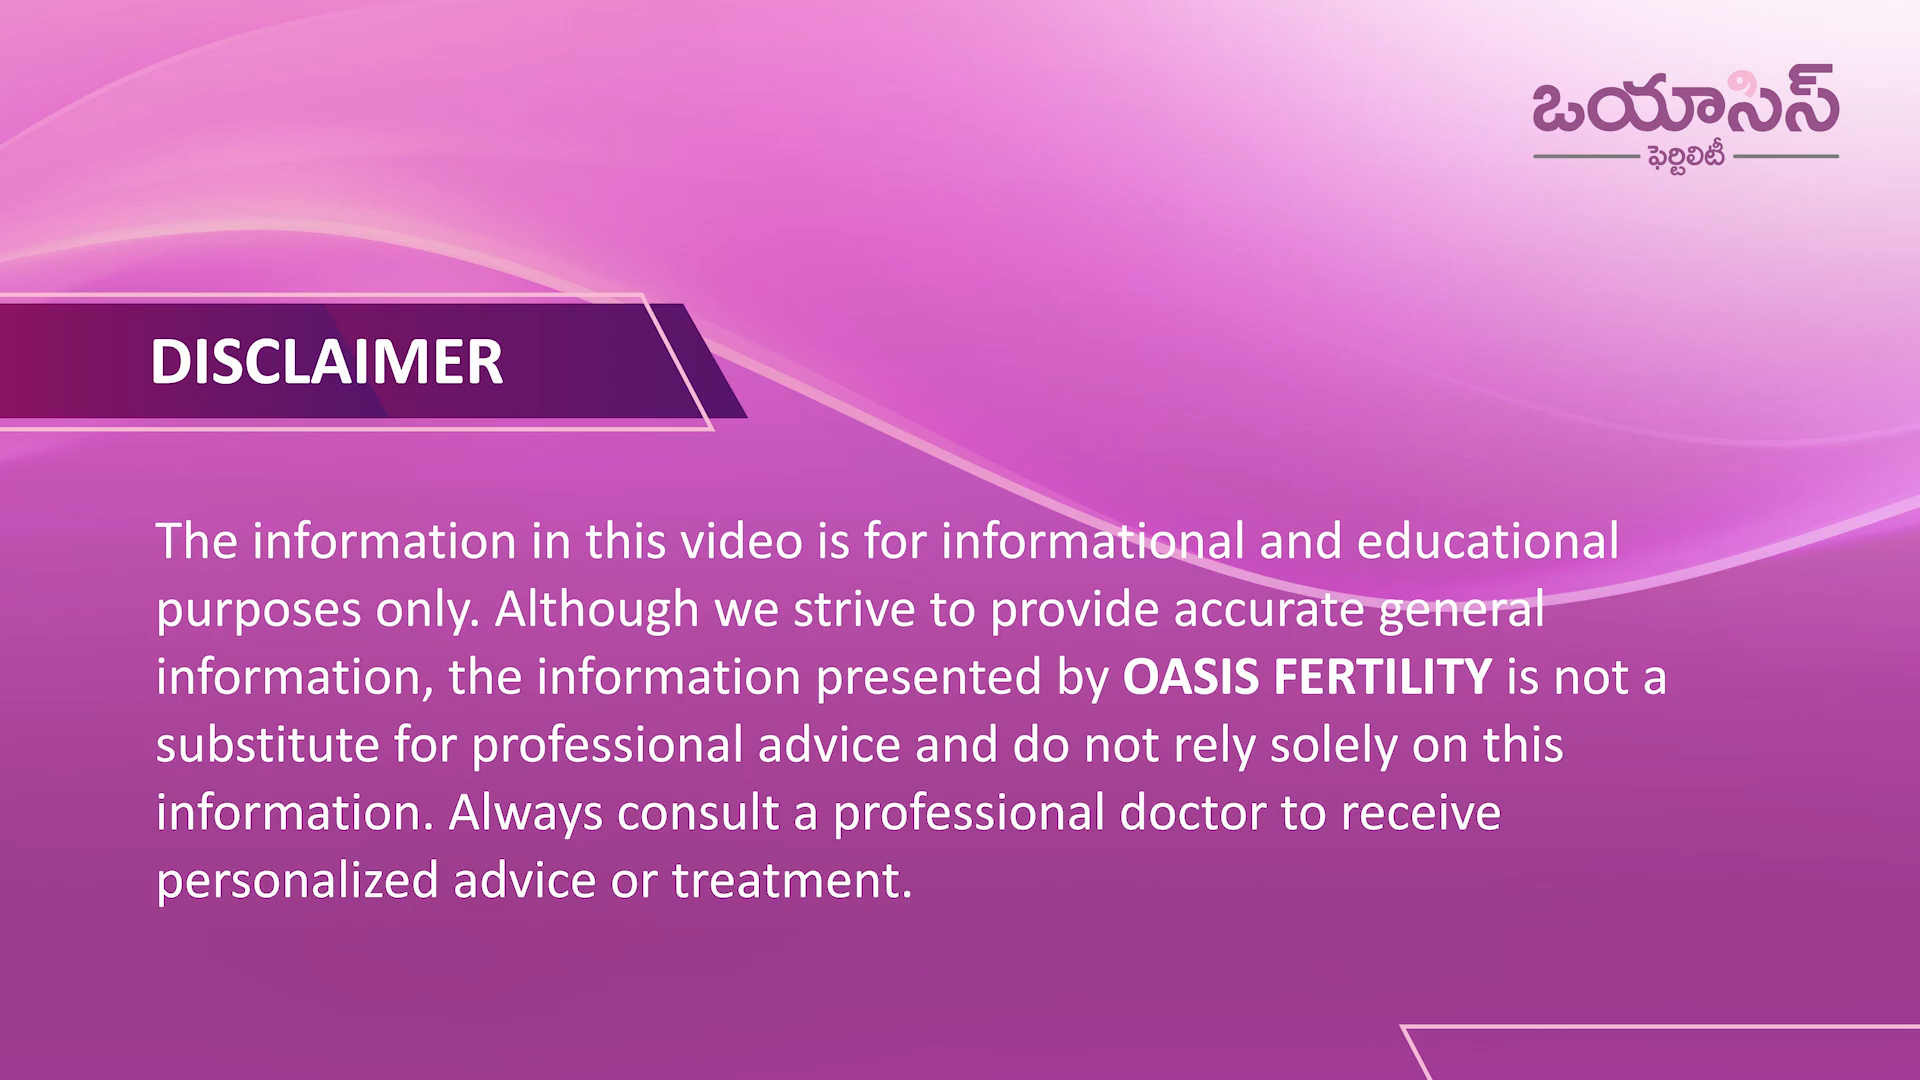 ఒయాసిస్
ఫెర్టిలిటీ
DISCLAIMER
The information in this video is for informational and educational
purposes only. Although we strive to provide accurate general
information, the information presented by OASIS FERTILITY is not a
substitute for professional advice and do not rely solely on this
information. Always consult a professional doctor to receive
personalized advice or treatment.